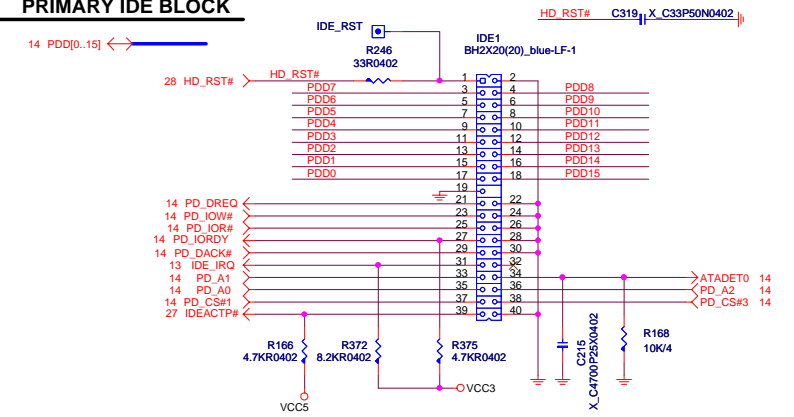 PRIMARY IDE BLOCK
HD_RST# C319 X_C33P50N0402
14 PDD[0..15]
IDE_RST
R246
33R0402
IDE1
BH2X20(20)_blue-LF-1
28 HD_RST# HD_RST# 1 2
PDD7 3 4 PDD8
PDD6 5 6 PDD9
PDD5 7 8 PDD10
PDD4 9 10 PDD11
PDD3 11 12 PDD12
PDD2 13 14 PDD13
PDD1 15 16 PDD14
PDD0 17 18 PDD15
19
14 PD_DREQ 21 22
14 PD_IOW# 23 24
14 PD_IOR# 25 26
14 PD_IORDY 27 28
14 PD_DACK# 29 30
13 IDE_IRQ 31 32
14 PD_A1 33 34 ATADET0 14
14 PD_A0 35 36 PD_A2 14
14 PD_CS#1 37 38 PD_CS#3 14
27 IDEACTP# 39 40
R166
4.7KR0402
R372
8.2KR0402
R375
4.7KR0402
C215
X_C4700P25X0402
R168
10K/4
VCC3
VCC5